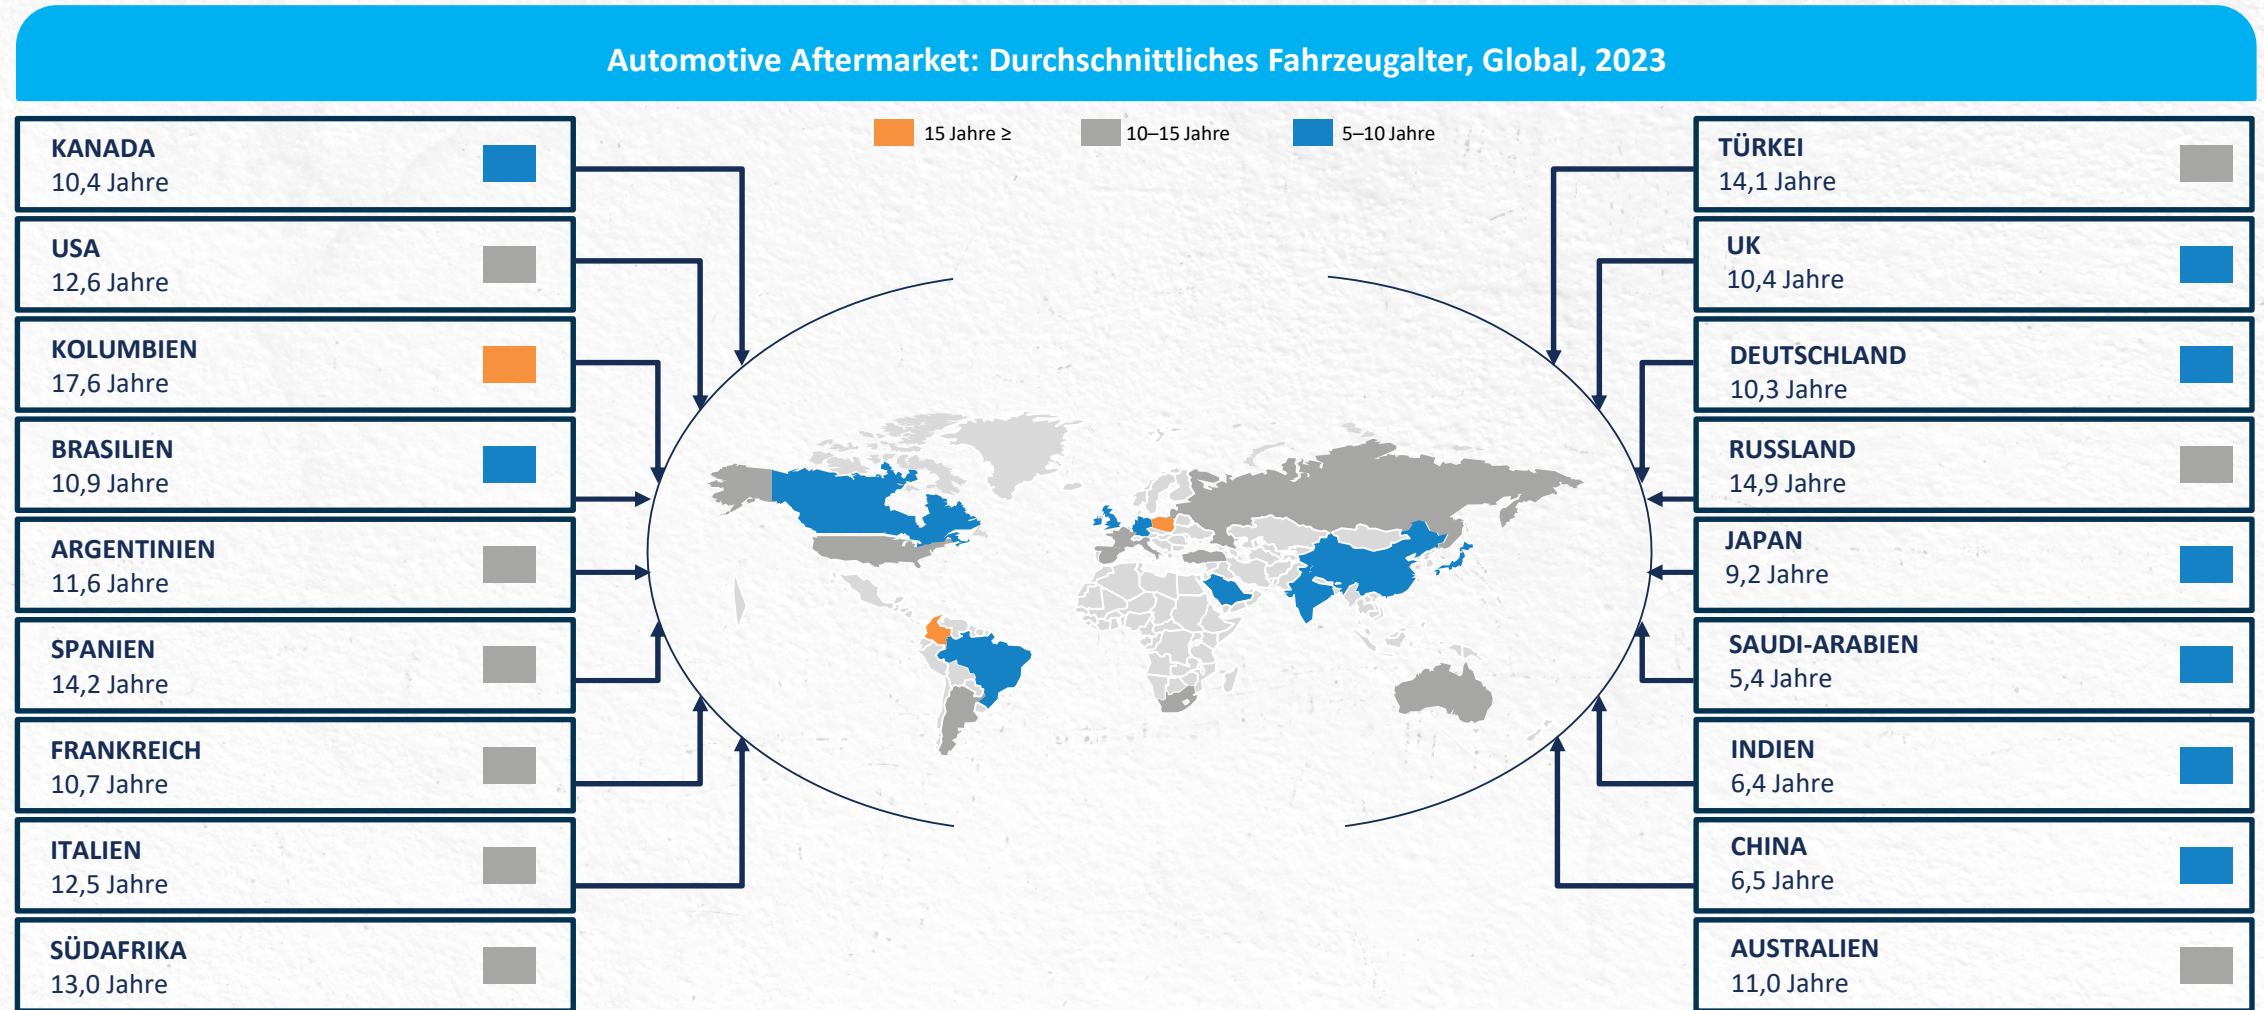 Automotive Aftermarket: Durchschnittliches Fahrzeugalter, Global, 2023
15 Jahre ≥
10–15 Jahre
5–10 Jahre
KANADA
10,4 Jahre
USA
12,6 Jahre
KOLUMBIEN
17,6 Jahre
BRASILIEN
10,9 Jahre
ARGENTINIEN
11,6 Jahre
SPANIEN
14,2 Jahre
FRANKREICH
10,7 Jahre
ITALIEN
12,5 Jahre
SÜDAFRIKA
13,0 Jahre
TÜRKEI
14,1 Jahre
UK
10,4 Jahre
DEUTSCHLAND
10,3 Jahre
RUSSLAND
14,9 Jahre
JAPAN
9,2 Jahre
SAUDI-ARABIEN
5,4 Jahre
INDIEN
6,4 Jahre
CHINA
6,5 Jahre
AUSTRALIEN
11,0 Jahre